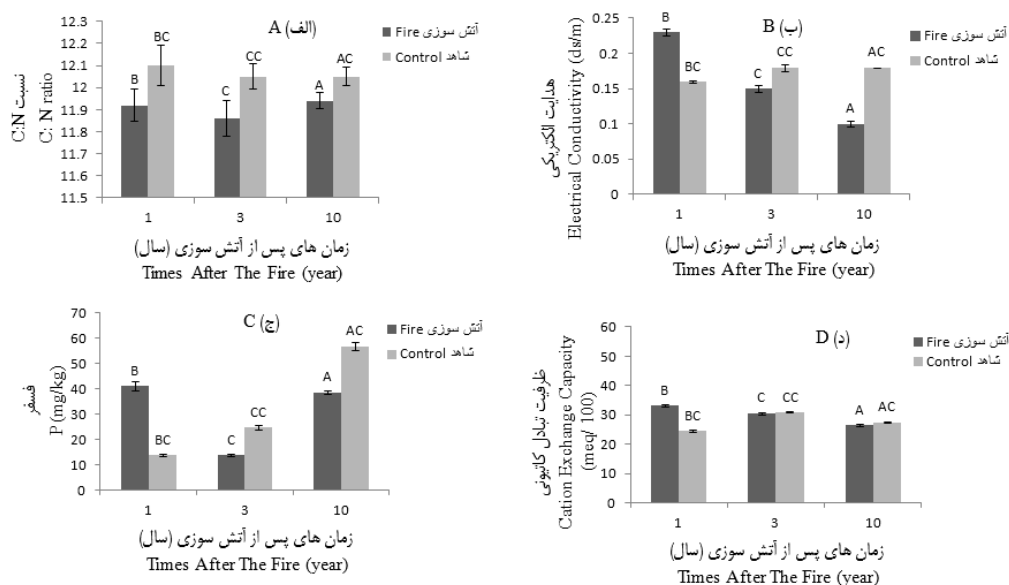 A (الف)
12.3
12.2
12.1
12
11.9
11.8
11.7
11.6
11.5
نسبت C:N
C: N ratio
B
BC
C
CC
A
AC
Fire آتش سوزی
Control شاهد
1
3
10
زمان های پس از آتش سوزی (سال)
Times After The Fire (year)
B (ب)
0.25
0.2
0.15
0.1
0.05
0
هدایت الکتریکی
Electrical Conductivity (ds/m)
B
BC
C
CC
A
AC
Fire آتش سوزی
Control شاهد
1
3
10
زمان های پس از آتش سوزی (سال)
Times After The Fire (year)
C (ج)
70
60
50
40
30
20
10
0
فسفر
P (mg/kg)
B
BC
C
CC
A
AC
Fire آتش سوزی
Control شاهد
1
3
10
زمان های پس از آتش سوزی (سال)
Times After The Fire (year)
D (د)
60
50
40
30
20
10
0
ظرفیت تبادل کاتیونی
Cation Exchange Capacity
(meq/ 100)
B
BC
C
CC
A
AC
Fire آتش سوزی
Control شاهد
1
3
10
زمان های پس از آتش سوزی (سال)
Times After The Fire (year)